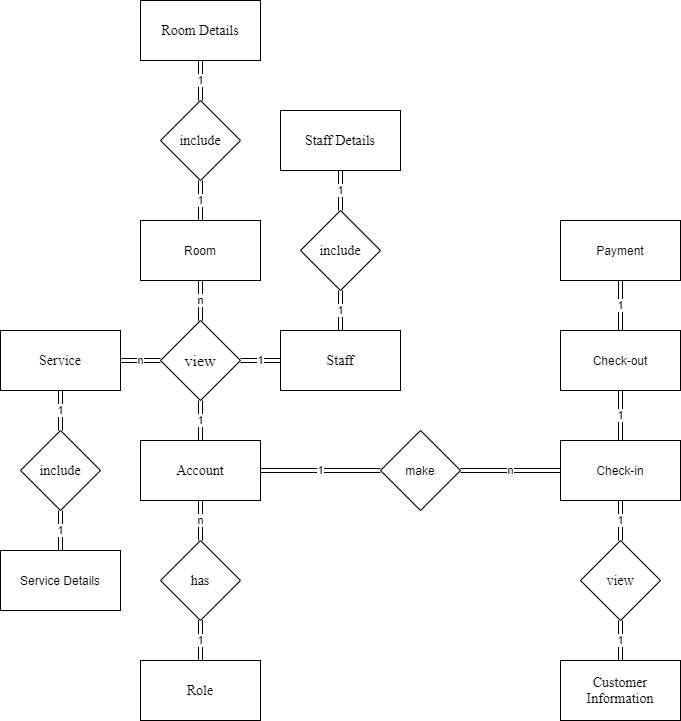 Room Details
1
include
Staff Details
1
1
Room
include
Payment
n
1
1
Service
n
view
1
Staff
Check-out
1
1
1
Account
1
make
n
Check-in
include
n
1
1
Service Details
has
view
1
1
Role
Customer
Information